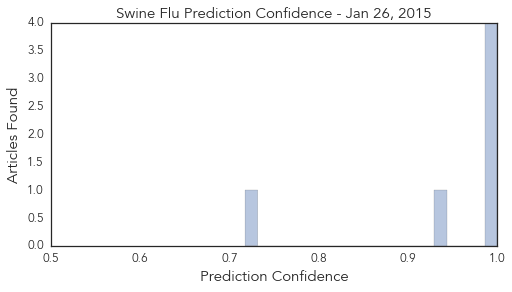 Swine Flu Prediction Confidence - Jan 26, 2015
Articles Found
4.0
3.5
3.0
2.5
2.0
1.5
1.0
0.5
0.0
0.5 0.6 0.7 0.8 0.9 1.0
Prediction Confidence